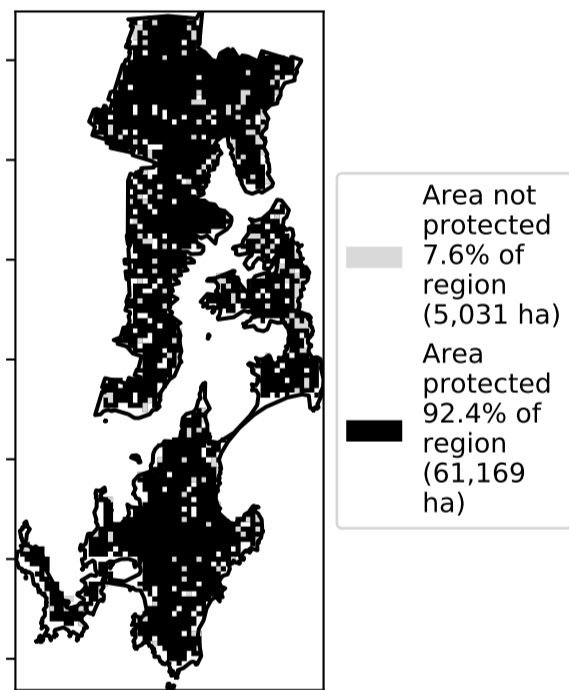 Area not
protected
7.6% of
region
(5,031 ha)
Area
protected
92.4% of
region
(61,169
ha)